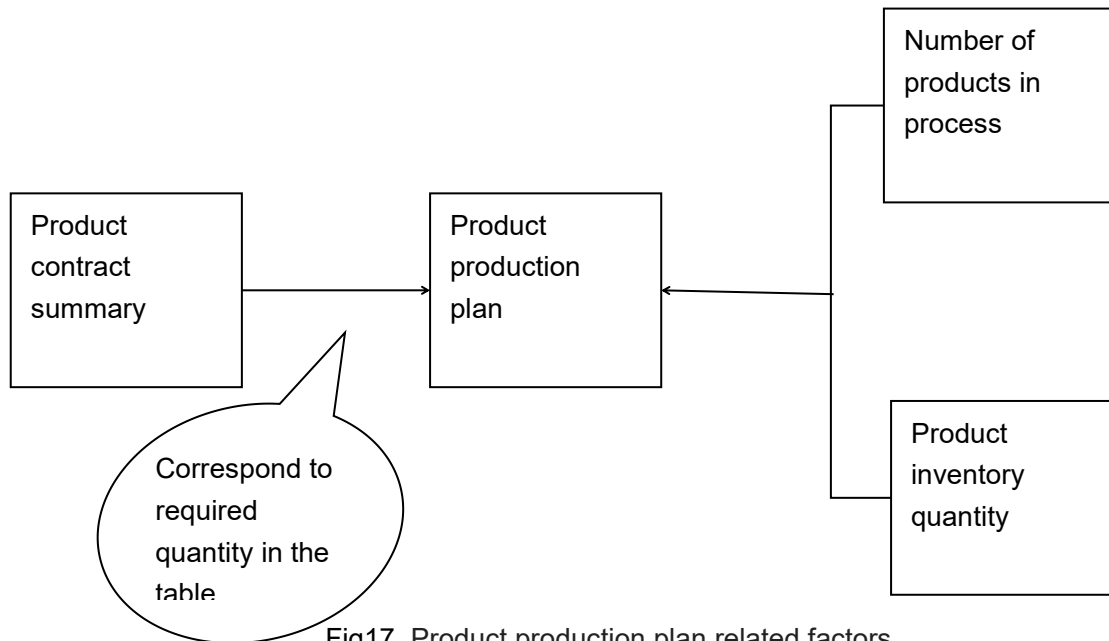 Number of
products in
process
Product
contract
summary
Product
production
plan
Product
inventory
quantity
Correspond to
required
quantity in the
table
Fig17 Product production plan related factors